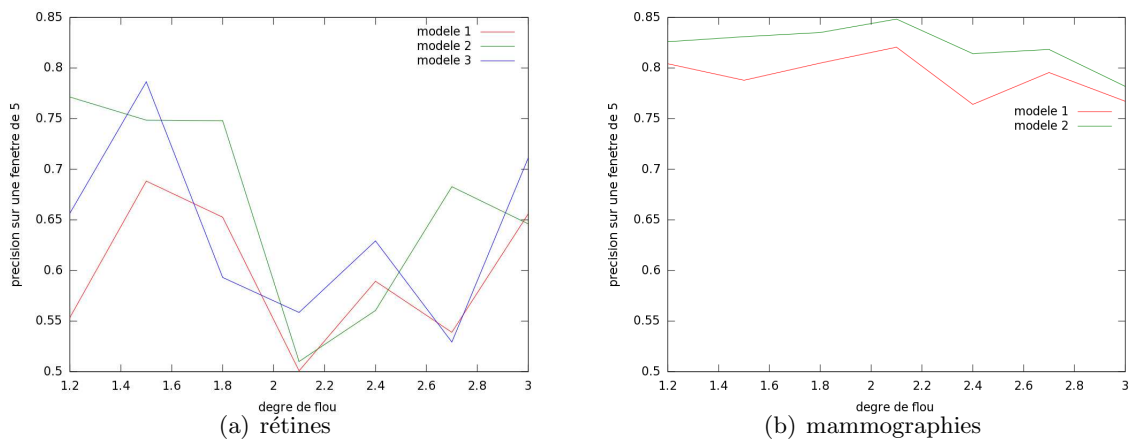 0.85
0.8
0.75
0.7
0.65
0.6
0.55
0.5
1.2 1.4 1.6 1.8 2 2.2 2.4 2.6 2.8 3
precision sur une fenetre de 5
degre de flou
modele 1
modele 2
modele 3
(a) rétines
0.85
0.8
0.75
0.7
0.65
0.6
0.55
0.5
1.2 1.4 1.6 1.8 2 2.2 2.4 2.6 2.8 3
precision sur une fenetre de 5
degre de flou
modele 1
modele 2
(b) mammographies